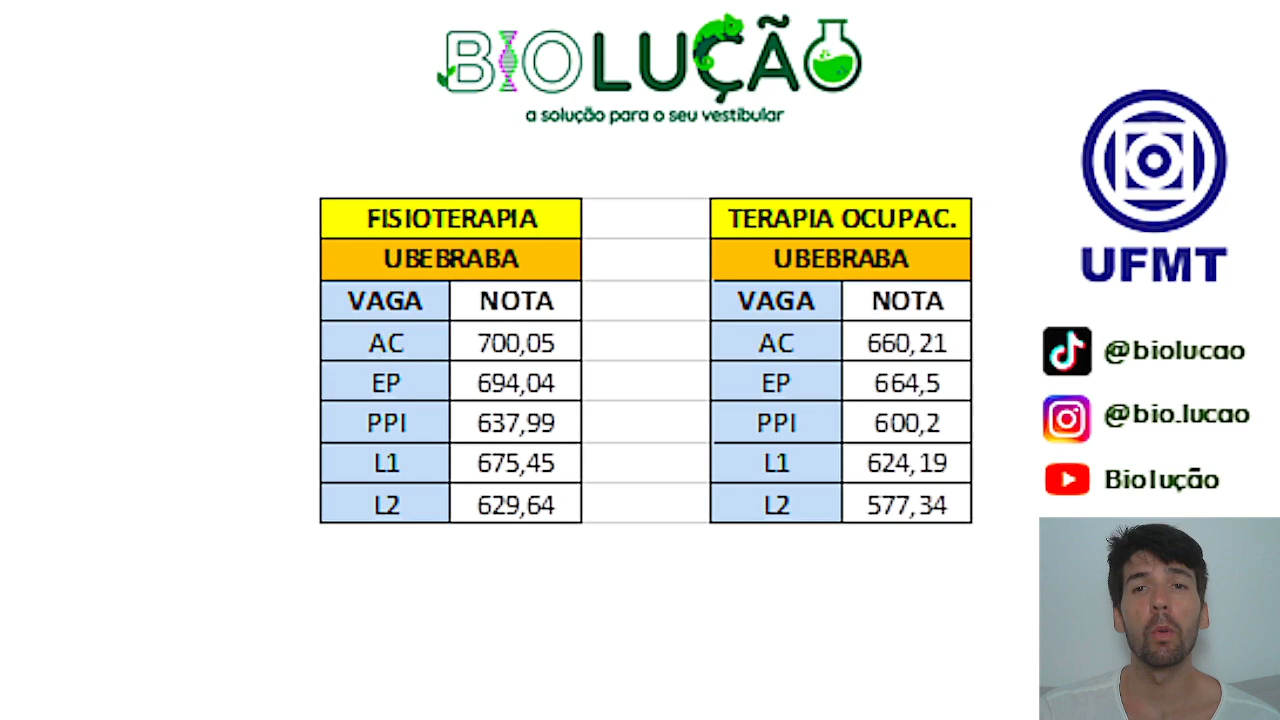 BIOLUÇÃO
a solução para o seu vestibular
FISIOTERAPIA
UBEBRABA
VAGA NOTA
AC 700,05
EP 694,04
PPI 637,99
L1 675,45
L2 629,64
TERAPIA OCUPAC.
UBEBRABA
VAGA NOTA
AC 660,21
EP 664,5
PPI 600,2
L1 624,19
L2 577,34
UFMT
@biolucao
@bio.lucao
Biolução